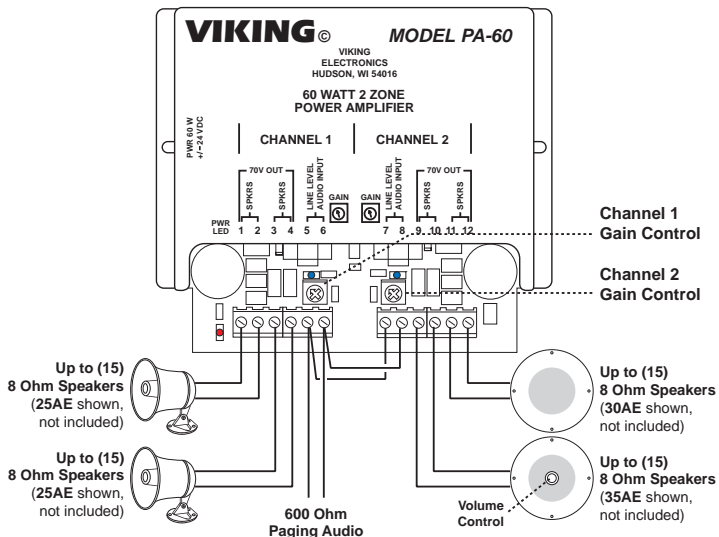 VIKING©
MODEL PA-60
VIKING
ELECTRONICS
HUDSON, WI 54016
60 WATT 2 ZONE
POWER AMPLIFIER
PWR 60 W
+/–24 VDC
CHANNEL 1
CHANNEL 2
70V OUT
SPKRS
SPKRS
LINE LEVEL
AUDIO INPUT
GAIN
GAIN
LINE LEVEL
AUDIO INPUT
70V OUT
SPKRS
SPKRS
PWR
LED
1 2 3 4 5 6 7 8 9 10 11 12
Channel 1
Gain Control
Channel 2
Gain Control
Up to (15)
8 Ohm Speakers
(25AE shown,
not included)
Up to (15)
8 Ohm Speakers
(30AE shown,
not included)
Up to (15)
8 Ohm Speakers
(25AE shown,
not included)
600 Ohm
Paging Audio
Volume
Control
Up to (15)
8 Ohm Speakers
(35AE shown,
not included)